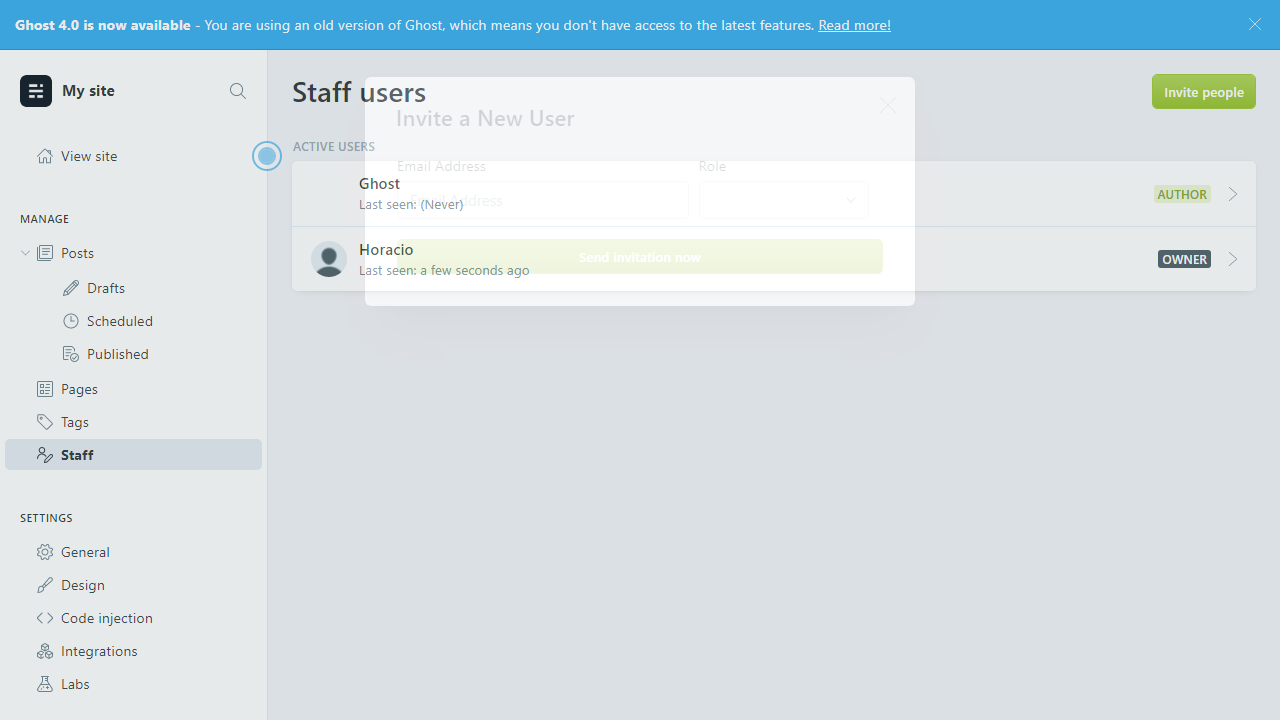 Ghost 4.0 is now available - You are using an old version of Ghost, which means you don't have access to the latest features. Read more!
My site
View site
MANAGE
Posts
Drafts
Scheduled
Published
Pages
Tags
Staff
SETTINGS
General
Design
Code injection
Integrations
Labs
Staff users
Invite people
Invite a New User
ACTIVE USERS
Email Address
Role
Ghost
Last seen: (Never)
Email Address
AUTHOR
Horacio
Last seen: a few seconds ago
Send invitation now
OWNER